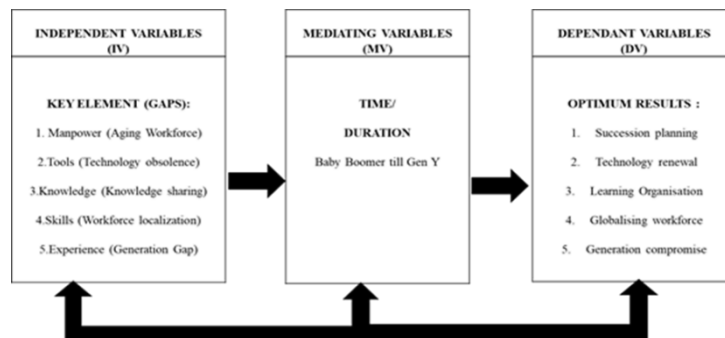 INDEPENDENT VARIABLES
(IV)
KEY ELEMENT (GAPS):
1. Manpower (Aging Workforce)
2.Tools (Technology obsolence)
3.Knowledge (Knowledge sharing)
4.Skills (Workforce localization)
5.Experience (Generation Gap)
MEDIATING VARIABLES
(MV)
TIME/
DURATION
Baby Boomer till Gen Y
DEPENDANT VARIABLES
(DV)
OPTIMUM RESULTS :
1. Succession planning
2. Technology renewal
3. Learning Organisation
4. Globalising workforce
5. Generation compromise